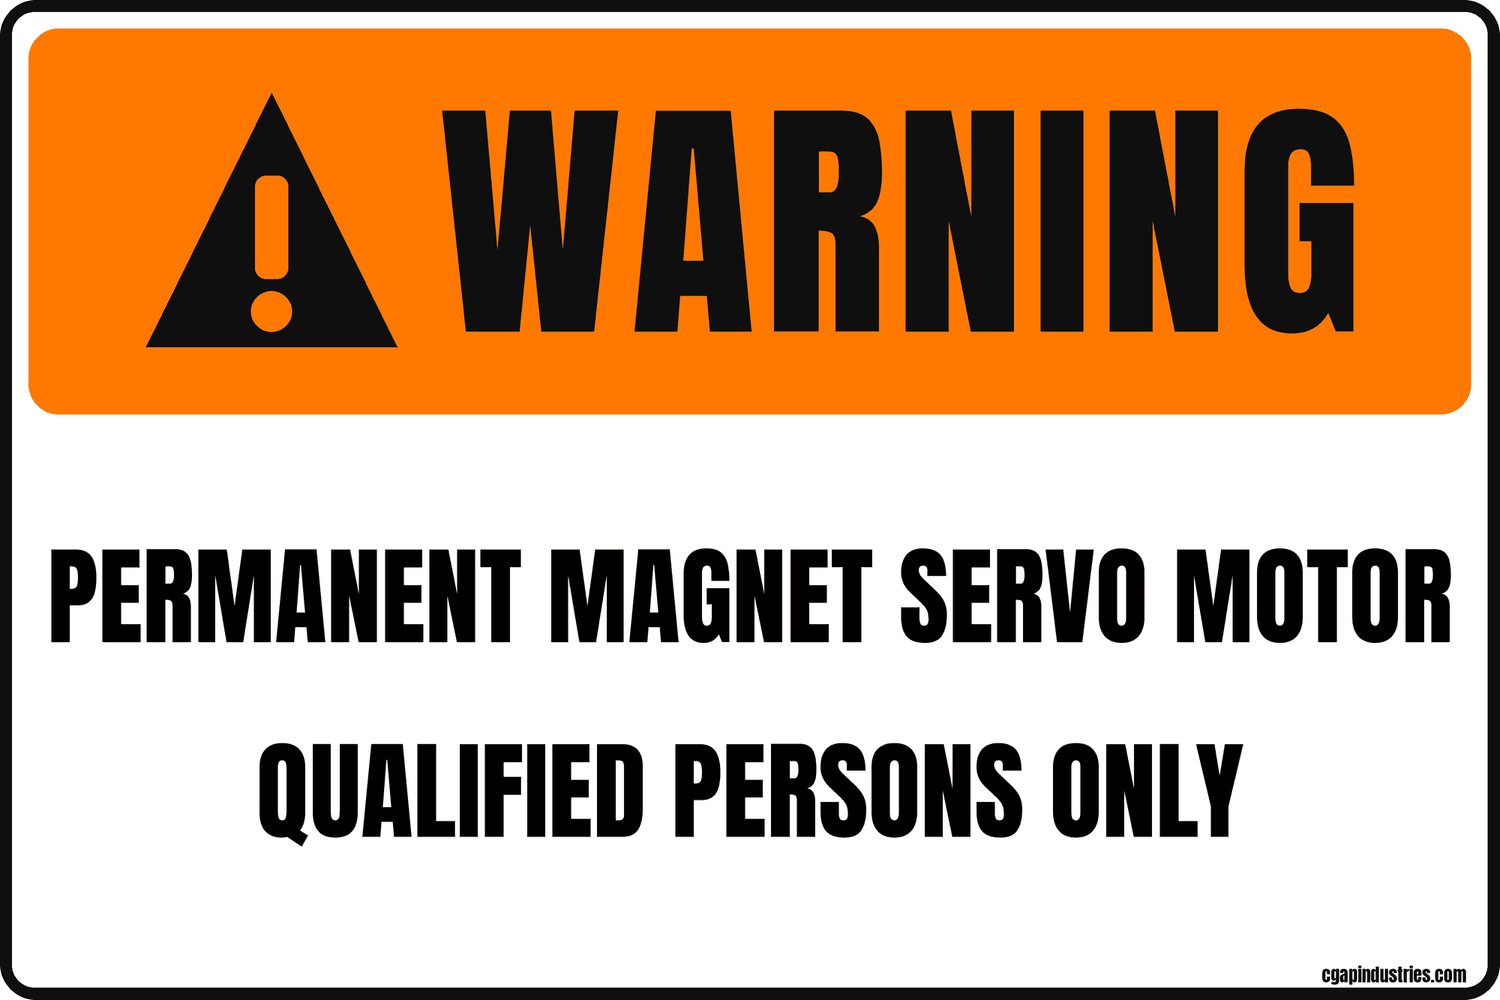 WARNING
PERMANENT MAGNET SERVO MOTOR
QUALIFIED PERSONS ONLY
cgapindustries.com